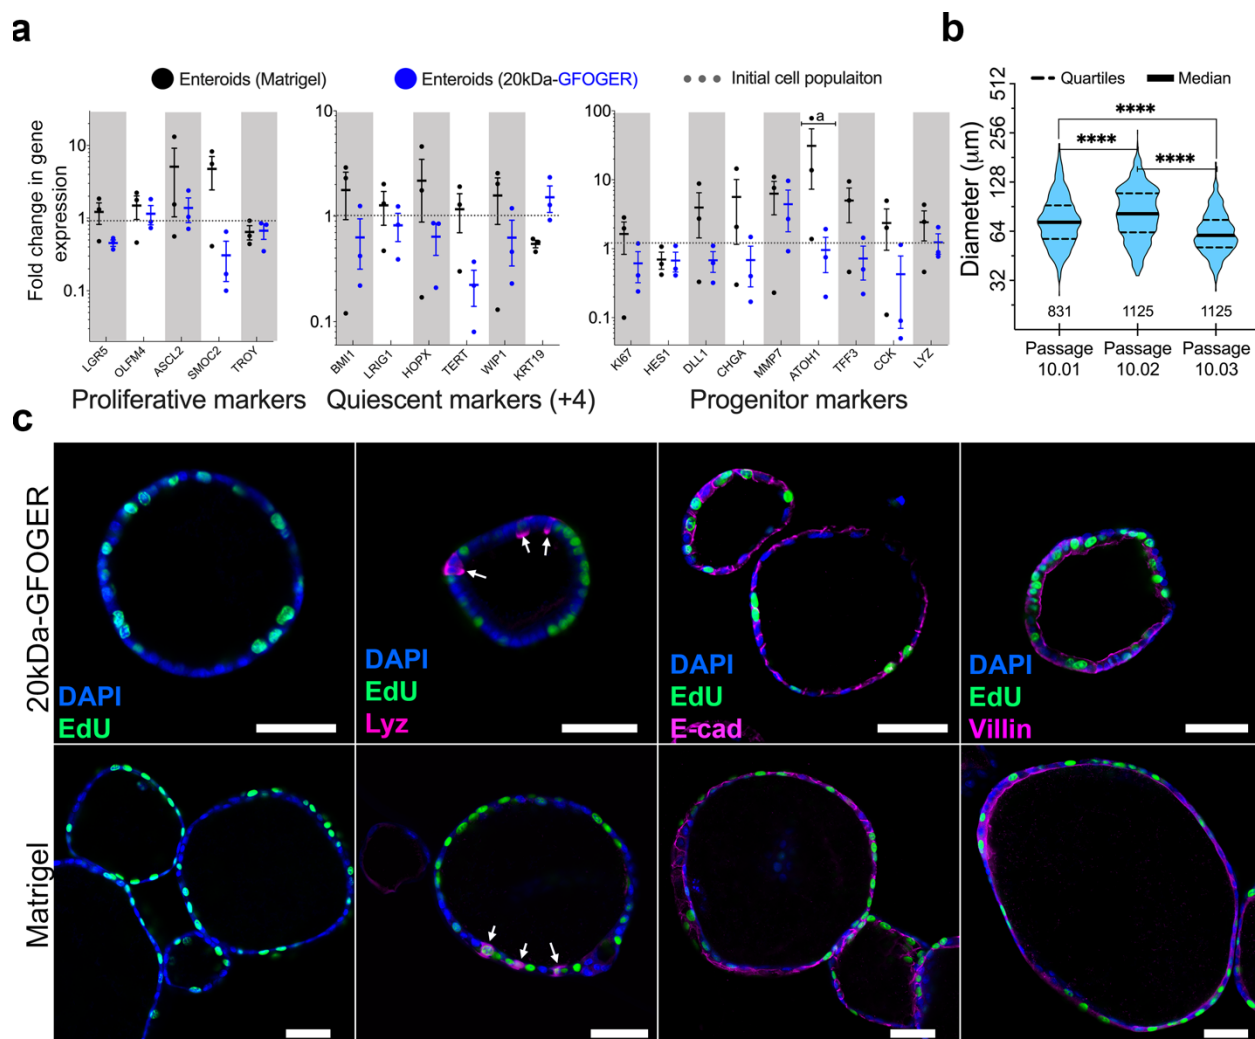 a
Enteroids (Matrigel)
Enteroids (20kDa-GFOGER)
Initial cell populaiton
Fold change in gene
expression
10
1
0.1
LGR5
OLFM4
ASCL2
SMOC2
TROY
Proliferative markers
10
1
0.1
BMI1
LRIG1
HOPX
TERT
WIP1
KRT19
Quiescent markers (+4)
100
10
1
0.1
a
KI67
HES1
DLL1
CHGA
MMP7
ATOH1
TFF3
CCK
LYZ
Progenitor markers
b
Quartiles
Median
Diameter (μm)
512
256
128
64
32
****
****
****
831
1125
1125
Passage
10.01
Passage
10.02
Passage
10.03
c
20kDa-GFOGER
DAPI
EdU
DAPI
EdU
Lyz
DAPI
EdU
E-cad
DAPI
EdU
Villin
Matrigel